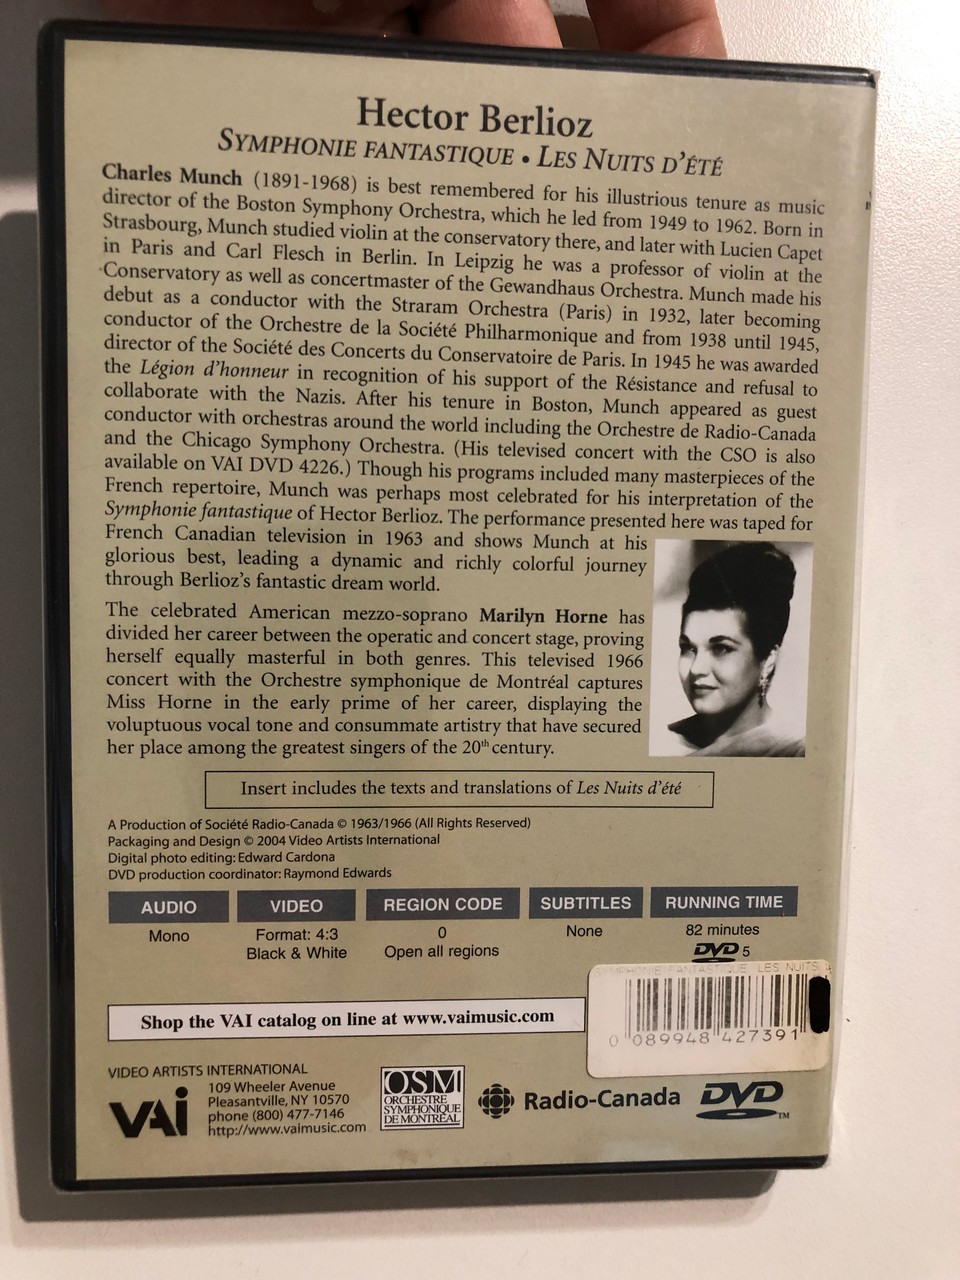 Hector Berlioz
SYMPHONIE FANTASTIQUE • LES NUITS D'ÉTÉ
Charles Munch (1891-1968) is best remembered for his illustrious tenure as music
director of the Boston Symphony Orchestra, which he led from 1949 to 1962. Born in
Strasbourg, Munch studied violin at the conservatory there, and later with Lucien Capet
in Paris and Carl Flesch in Berlin. In Leipzig he was a professor of violin at the
Conservatory as well as concertmaster of the Gewandhaus Orchestra. Munch made his
debut as a conductor with the Straram Orchestra (Paris) in 1932, later becoming
conductor of the Orchestre de la Société Philharmonique and from 1938 until 1945,
director of the Société des Concerts du Conservatoire de Paris. In 1945 he was awarded
the Légion d'honneur in recognition of his support of the Résistance and refusal to
collaborate with the Nazis. After his tenure in Boston, Munch appeared as guest
conductor with orchestras around the world including the Orchestre de Radio-Canada
and the Chicago Symphony Orchestra. (His televised concert with the CSO is also
available on VAI DVD 4226.) Though his programs included many masterpieces of the
French repertoire, Munch was perhaps most celebrated for his interpretation of the
Symphonie fantastique of Hector Berlioz. The performance presented here was taped for
French Canadian television in 1963 and shows Munch at his
glorious best, leading a dynamic and richly colorful journey
through Berlioz's fantastic dream world.
The celebrated American mezzo-soprano Marilyn Horne has
divided her career between the operatic and concert stage, proving
herself equally masterful in both genres. This televised 1966
concert with the Orchestre symphonique de Montréal captures
Miss Horne in the early prime of her career, displaying the
voluptuous vocal tone and consummate artistry that have secured
her place among the greatest singers of the 20th century.
Insert includes the texts and translations of Les Nuits d'été
A Production of Société Radio-Canada © 1963/1966 (All Rights Reserved)
Packaging and Design © 2004 Video Artists International
Digital photo editing: Edward Cardona
DVD production coordinator: Raymond Edwards
AUDIO
Mono
VIDEO
Format: 4:3
Black & White
REGION CODE
0
Open all regions
SUBTITLES
None
RUNNING TIME
82 minutes
DVD 5
SYMPHONIE FANTASTIQUE LES NUITS
0 089948 427391
Shop the VAI catalog on line at www.vaimusic.com
VIDEO ARTISTS INTERNATIONAL
VAI
109 Wheeler Avenue
Pleasantville, NY 10570
phone (800) 477-7146
http://www.vaimusic.com
OSM
ORCHESTRE
SYMPHONIQUE
DE MONTRÉAL
Radio-Canada
DVD
TM